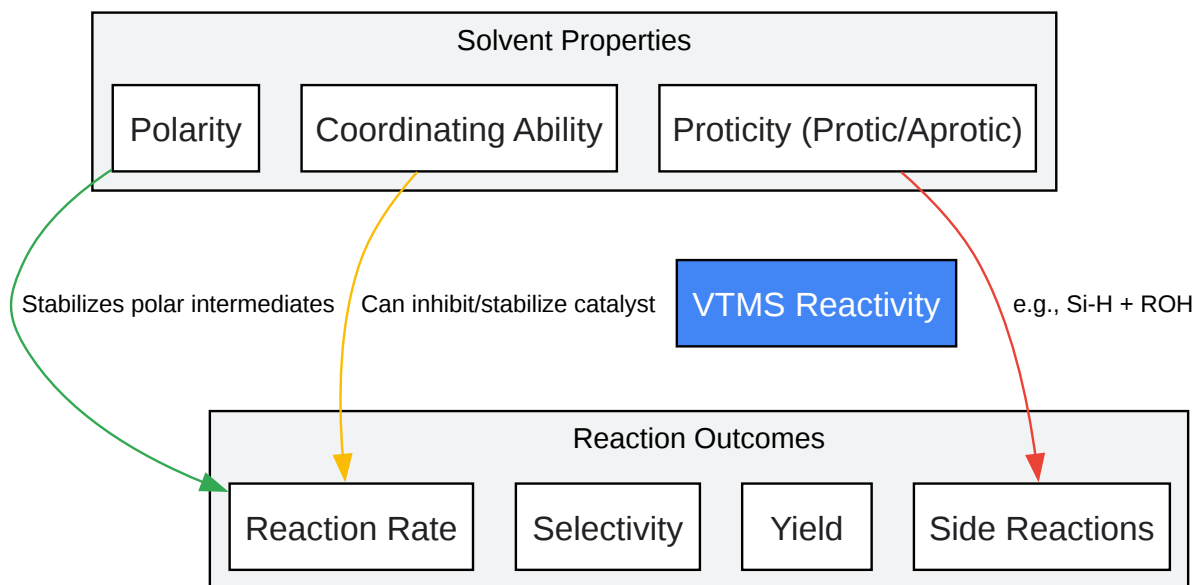 Solvent Properties
Polarity
Coordinating Ability
Proticity (Protic/Aprotic)
Stabilizes polar intermediates
Can inhibit/stabilize catalyst
VTMS Reactivity
e.g., Si-H + ROH
Reaction Outcomes
Reaction Rate
Selectivity
Yield
Side Reactions